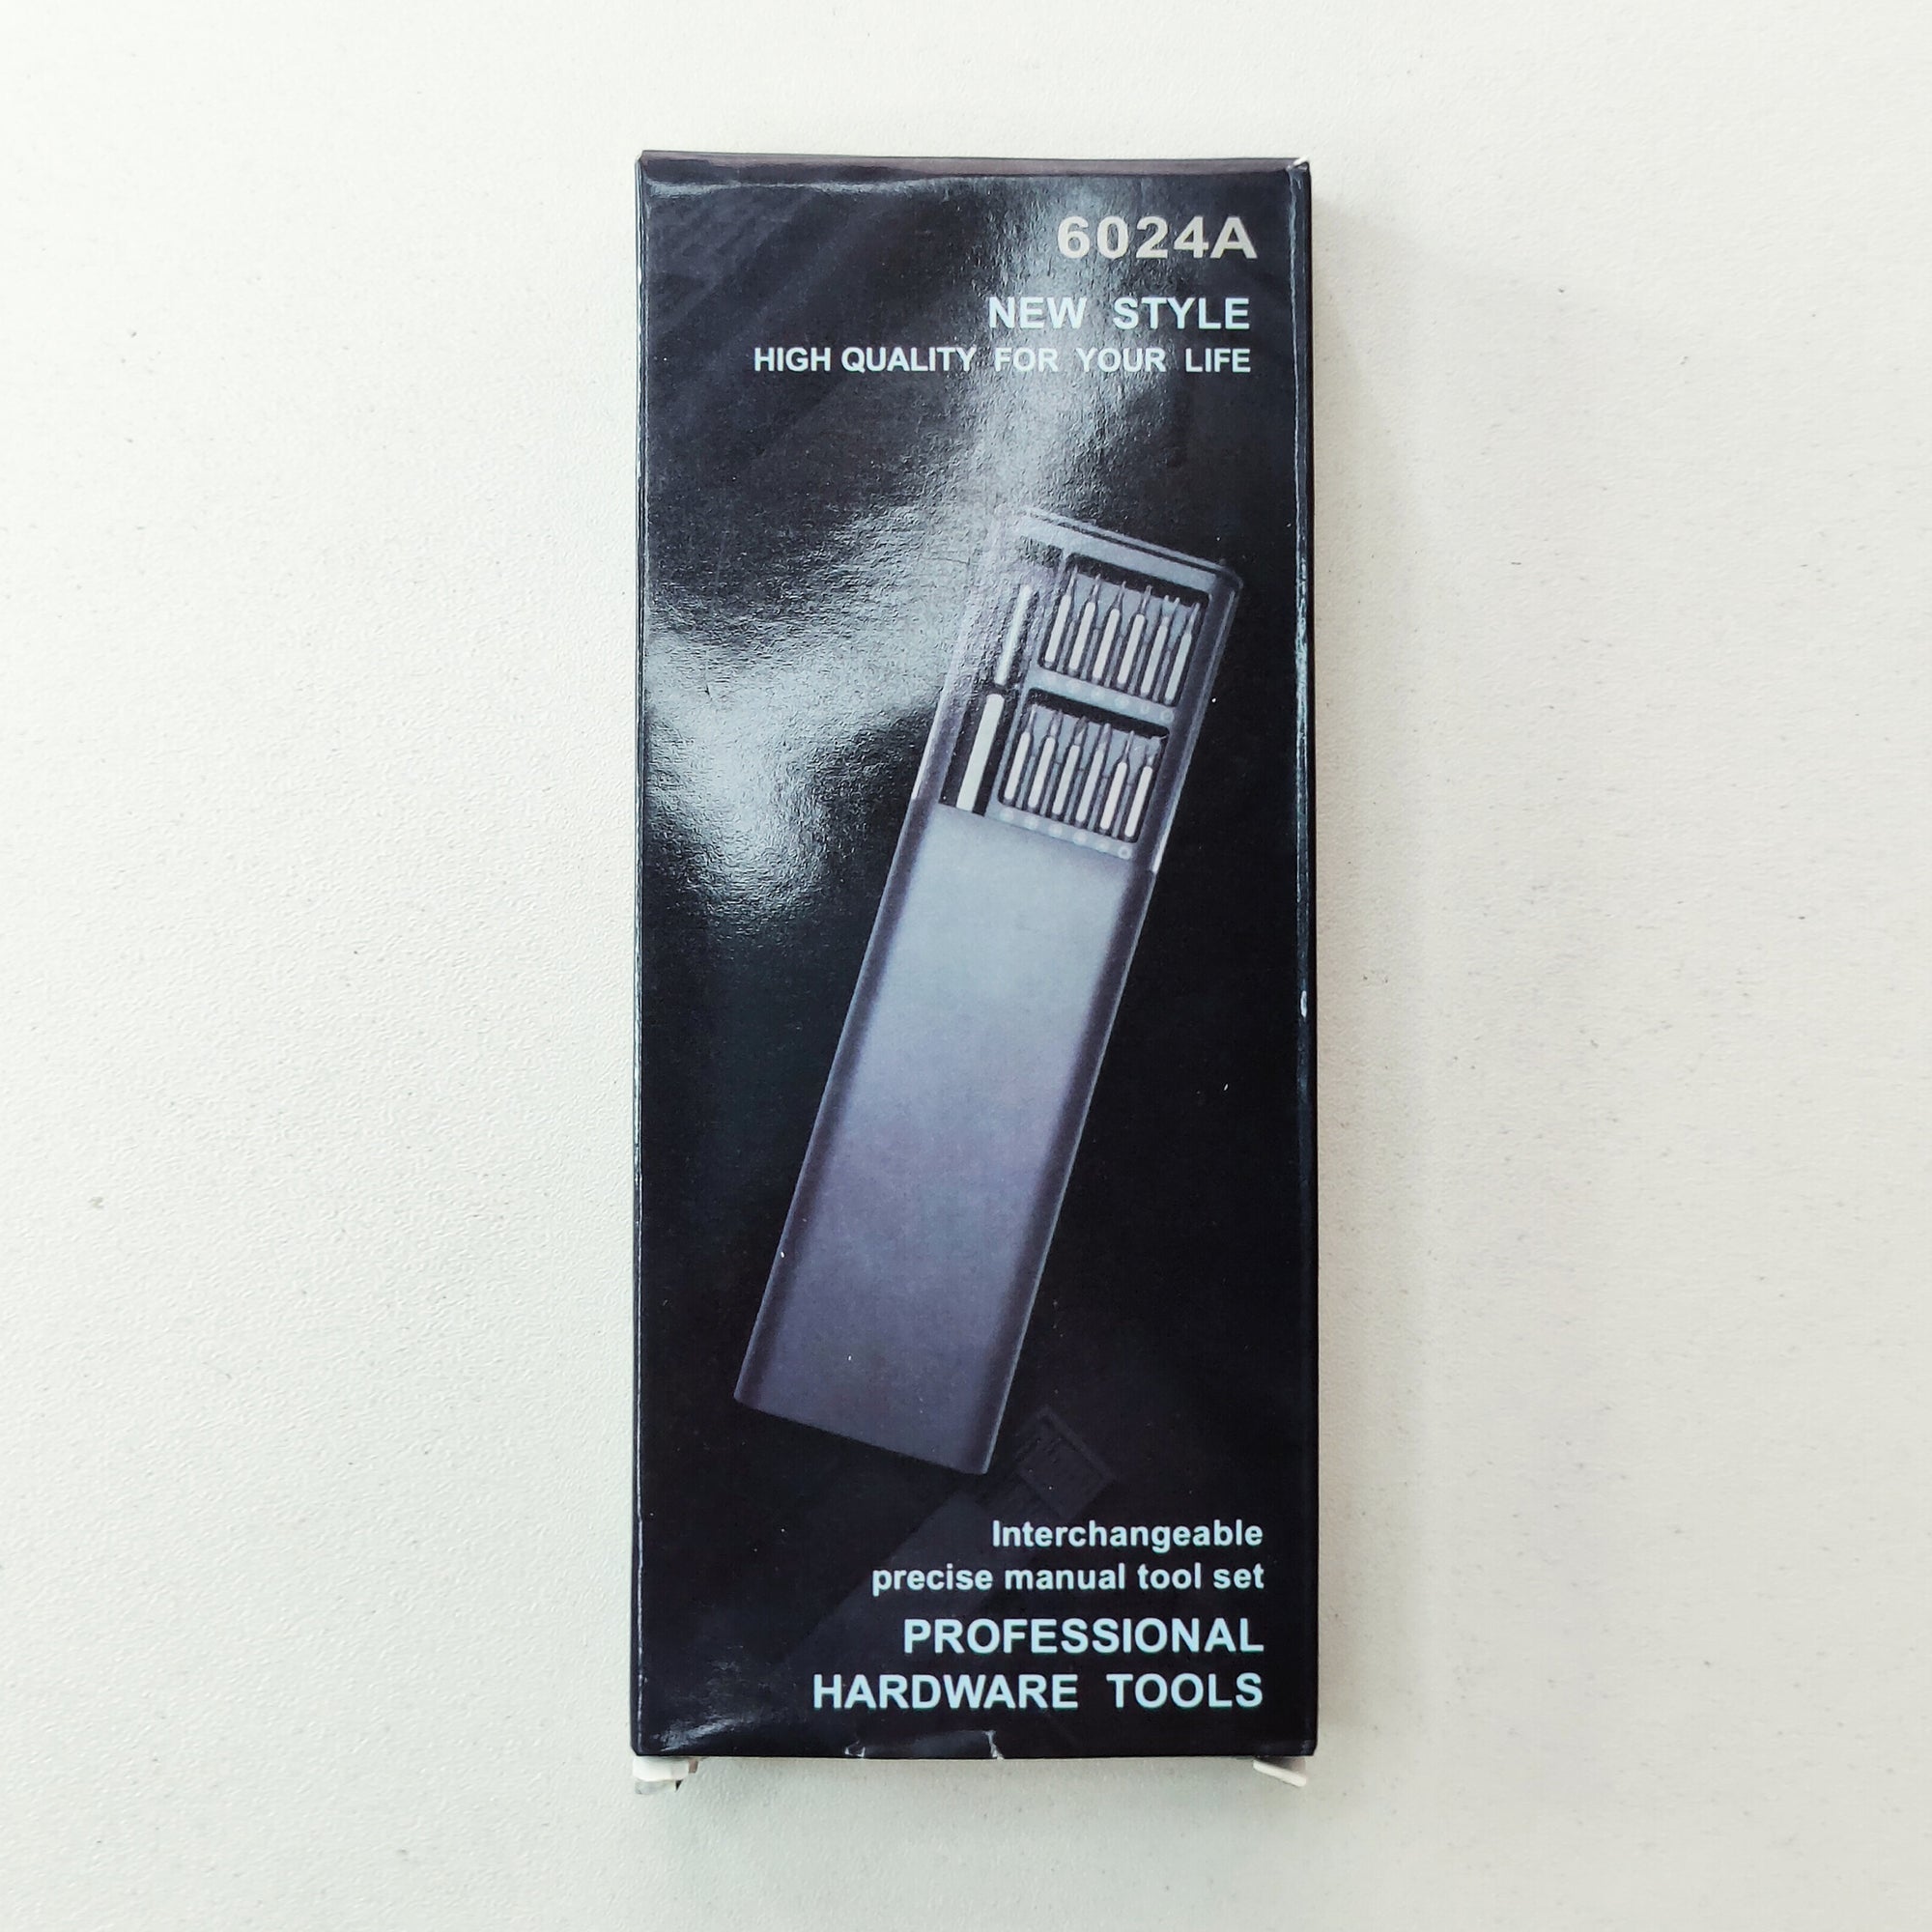 6024A
NEW STYLE
HIGH QUALITY FOR YOUR LIFE
Interchangeable
precise manual tool set
PROFESSIONAL
HARDWARE TOOLS